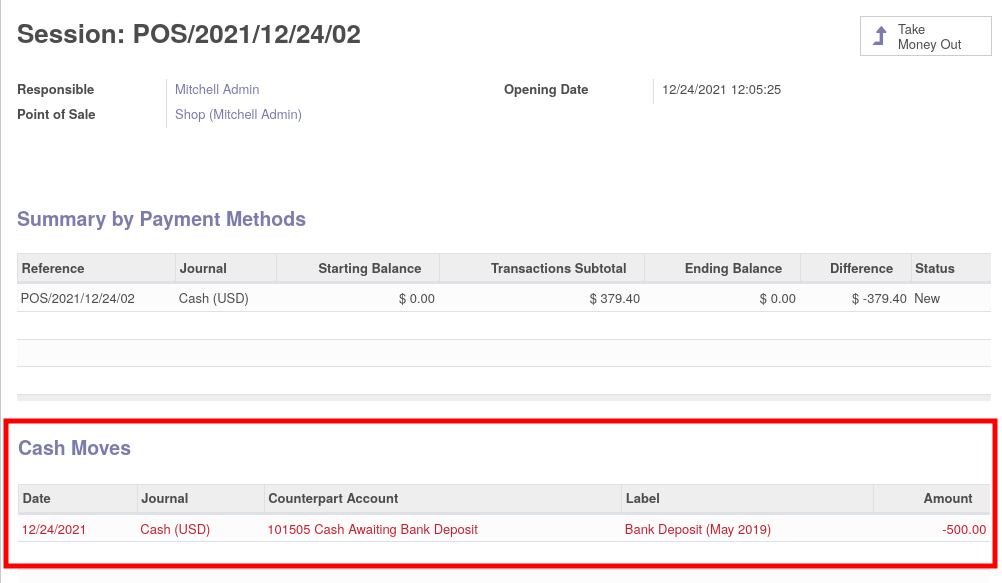 Session: POS/2021/12/24/02
Take
Money Out
Responsible Mitchell Admin Opening Date 12/24/2021 12:05:25
Point of Sale Shop (Mitchell Admin)
Summary by Payment Methods
Reference Journal Starting Balance Transactions Subtotal Ending Balance Difference Status
POS/2021/12/24/02 Cash (USD) $ 0.00 $ 379.40 $ 0.00 $ -379.40 New
Cash Moves
Date Journal Counterpart Account Label Amount
12/24/2021 Cash (USD) 101505 Cash Awaiting Bank Deposit Bank Deposit (May 2019) -500.00